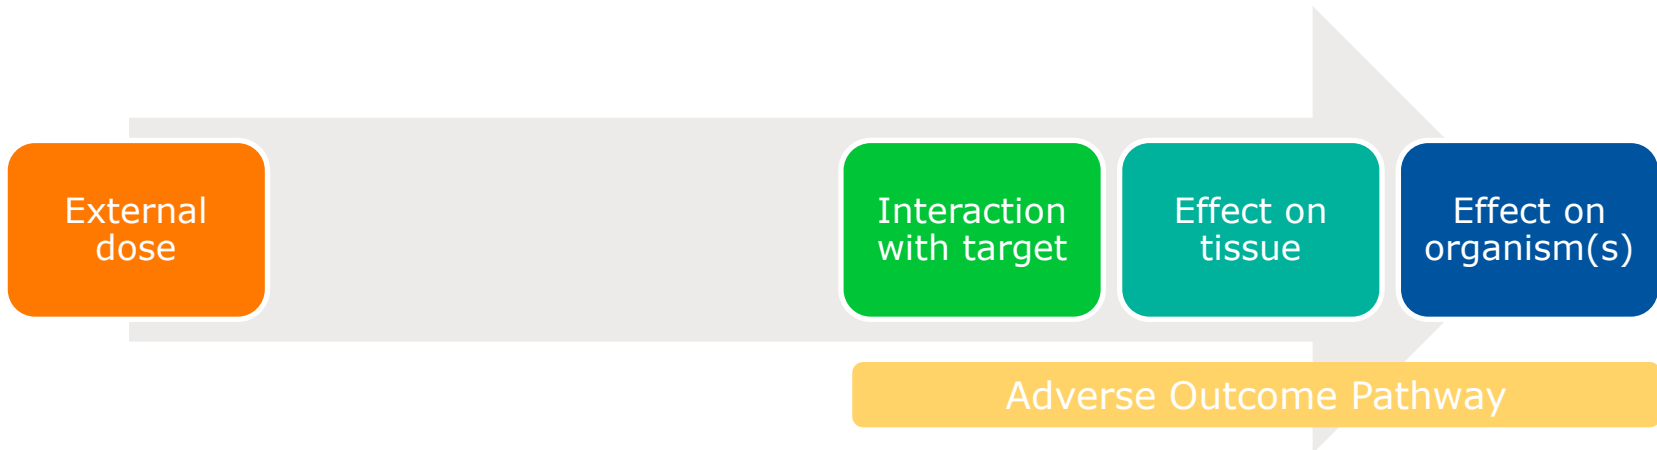 External
dose
Interaction
with target
Effect on
tissue
Effect on
organism(s)
Adverse Outcome Pathway